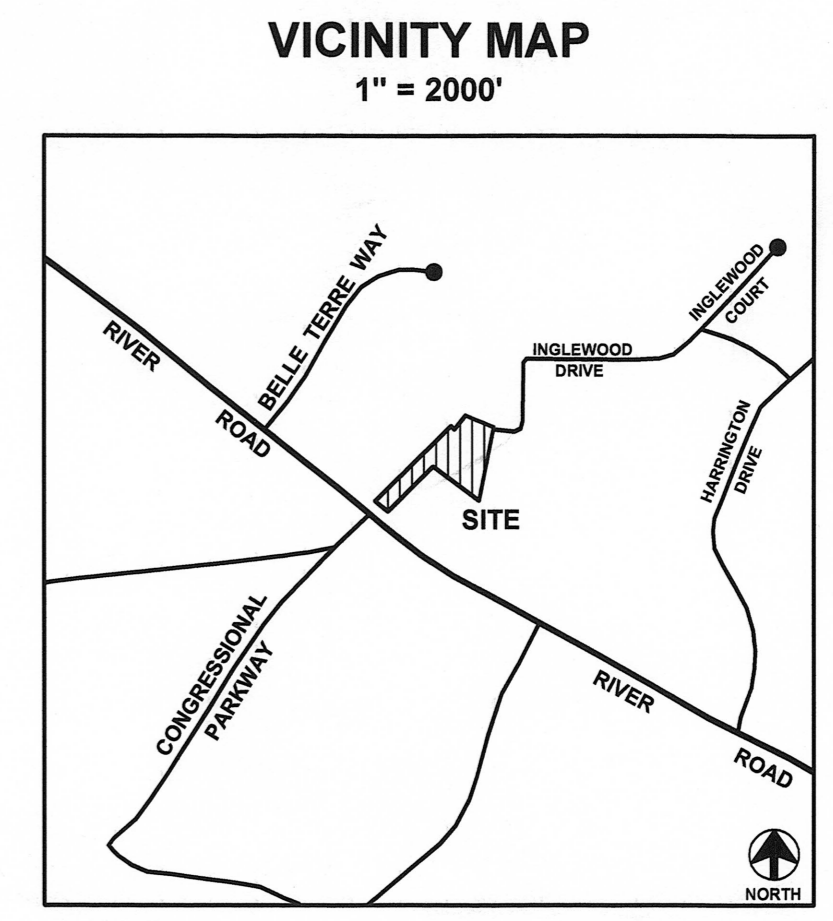 VICINITY MAP
1" = 2000'
BELLE TERRE WAY
INGLEWOOD
COURT
RIVER
ROAD
INGLEWOOD
DRIVE
HARRINGTON
DRIVE
SITE
CONGRESSIONAL
PARKWAY
RIVER
ROAD
NORTH